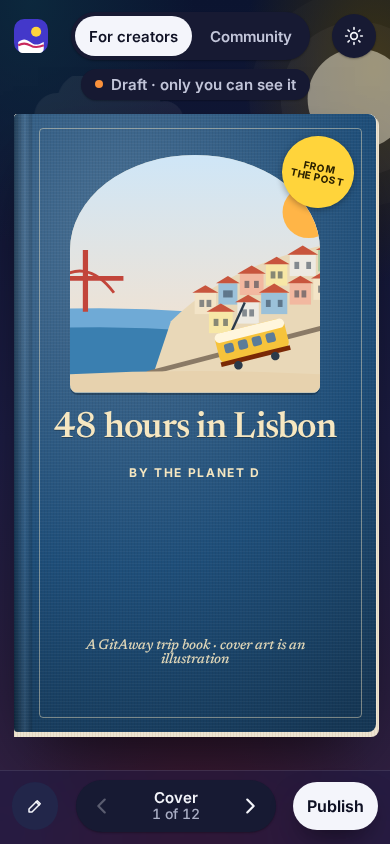 For creators
Community
Draft · only you can see it
FROM
THE POST
48 hours in Lisbon
BY THE PLANET D
A GitAway trip book · cover art is an
illustration
Cover
1 of 12
Publish